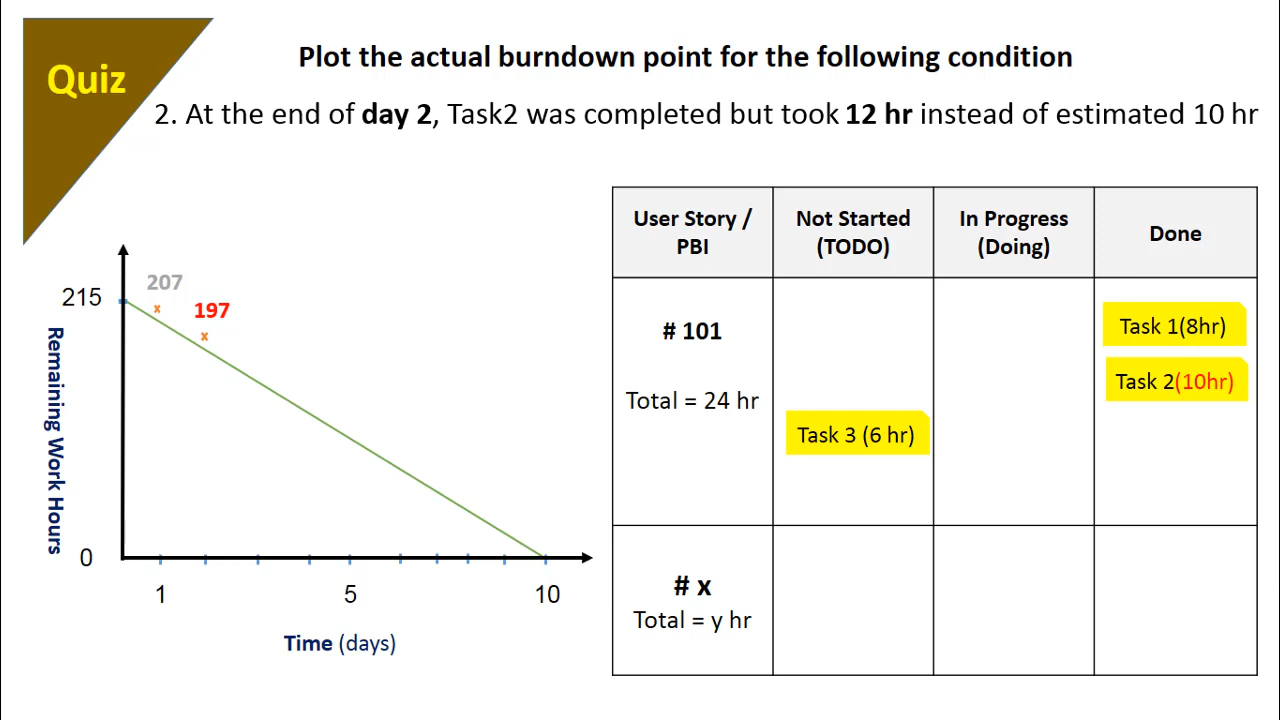 Quiz
Plot the actual burndown point for the following condition
2. At the end of day 2, Task2 was completed but took 12 hr instead of estimated 10 hr
207
197
215
0
Remaining Work Hours
1
5
10
Time (days)
User Story /
PBI
Not Started
(TODO)
In Progress
(Doing)
Done
# 101
Total = 24 hr
Task 3 (6 hr)
Task 1(8hr)
Task 2(10hr)
# x
Total = y hr